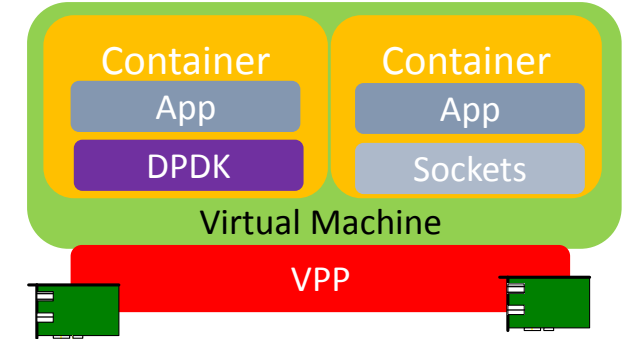 Container
App
DPDK
Container
App
Sockets
Virtual Machine
VPP